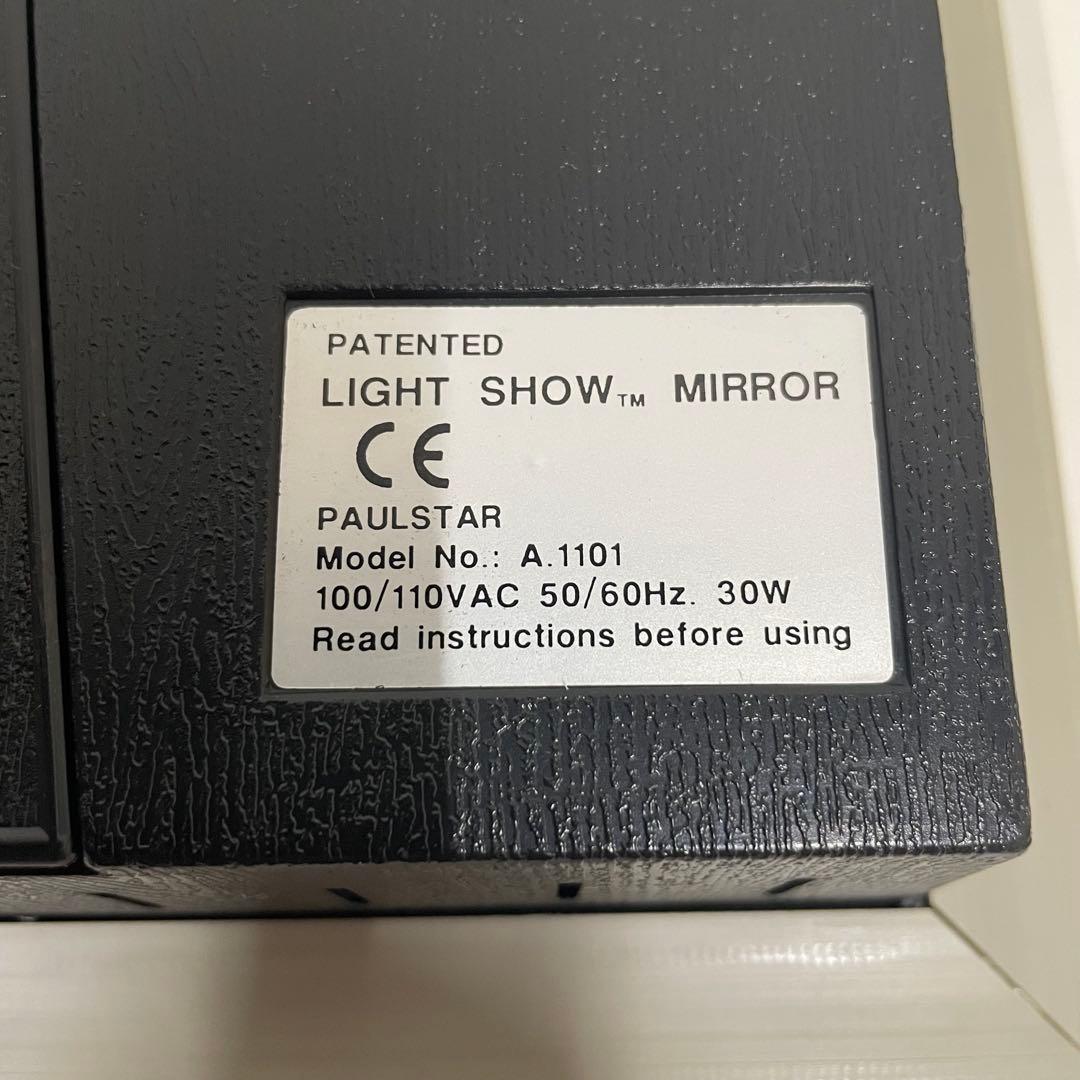 PATENTED
LIGHT SHOW™ MIRROR
CE
PAULSTAR
Model No.: A.1101
100/110VAC 50/60Hz. 30W
Read instructions before using